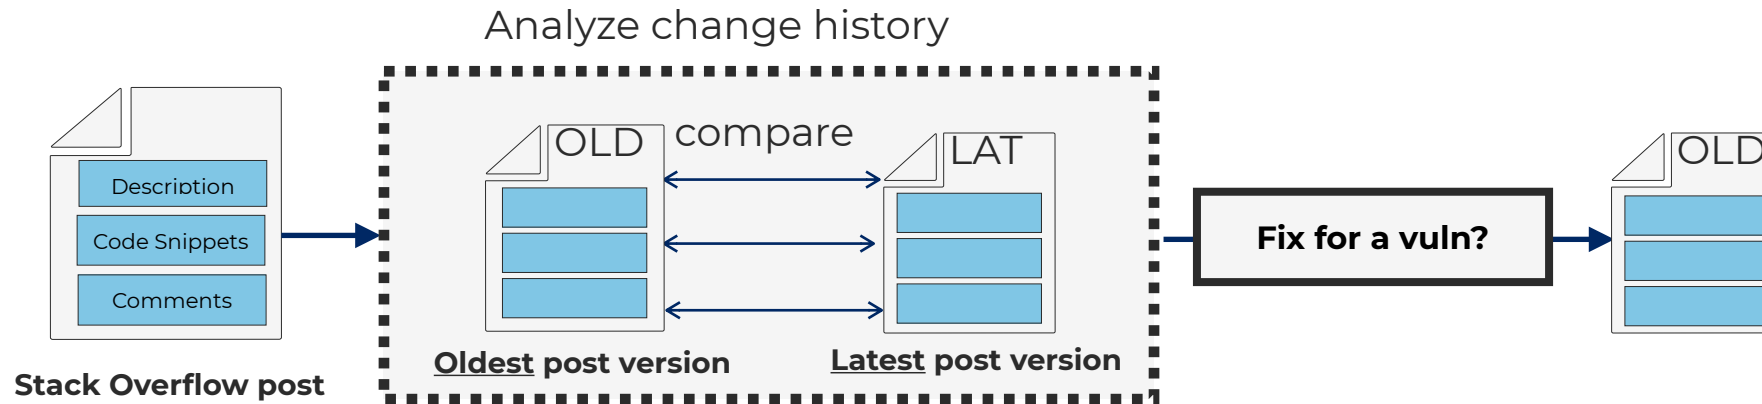 Analyze change history
Description
Code Snippets
Comments
Stack Overflow post
OLD
compare
LAT
Oldest post version
Latest post version
Fix for a vuln?
OLD